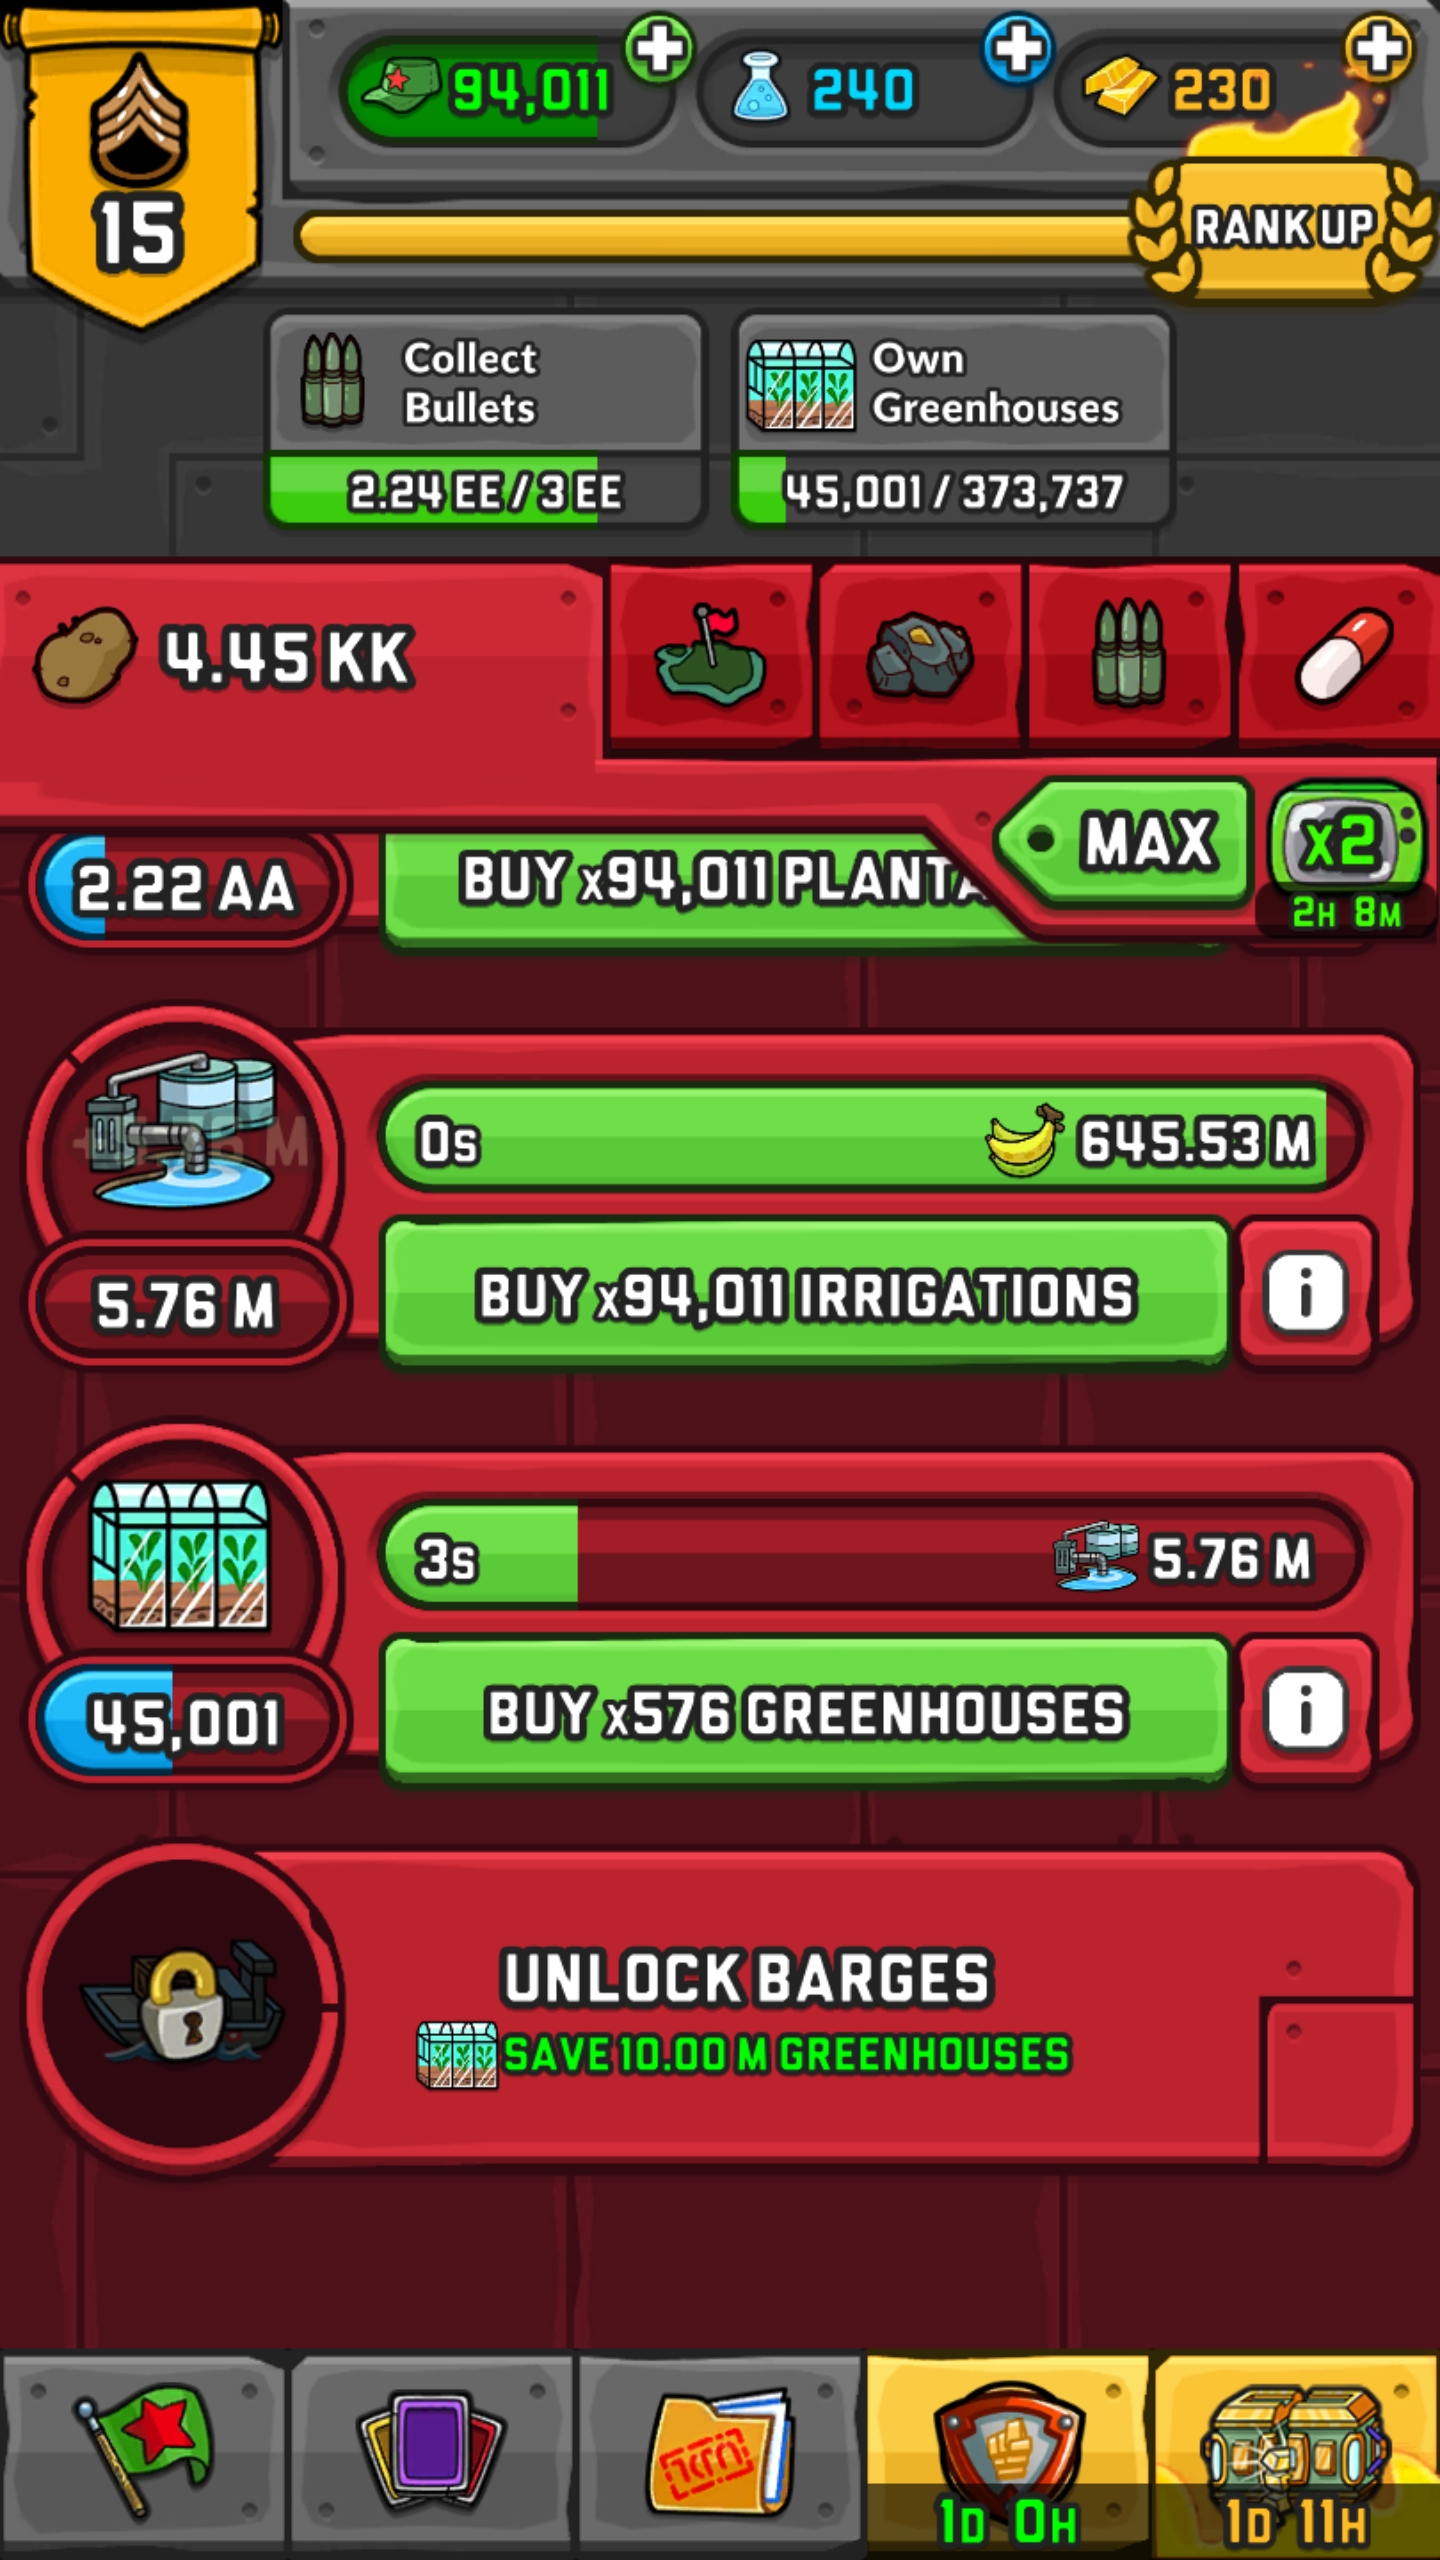 94,011
240
230
15
RANK UP
Collect
Bullets
Own
Greenhouses
2.24 EE / 3 EE
45,001 / 373,737
4.45 KK
MAX
x2
2H 8M
2.22 AA
BUY x94,011
0s
645.53 M
5.76 M
BUY x94,011 IRRIGATIONS
3s
5.76 M
45,001
BUY x576 GREENHOUSES
UNLOCK BARGES
SAVE 10.00 M GREENHOUSES
1D 0H
1D 11H